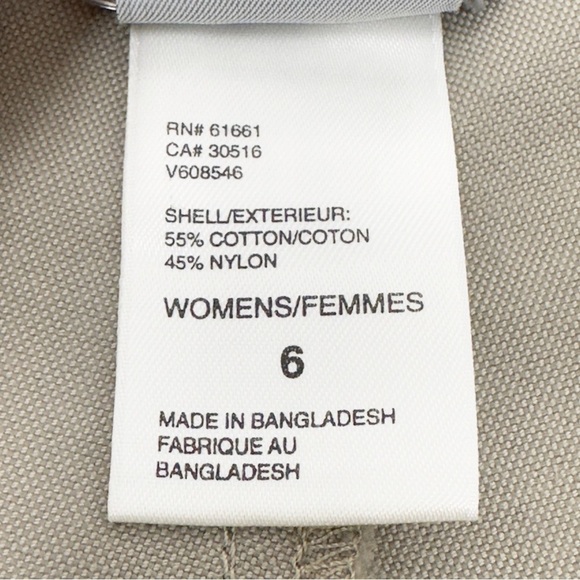 RN# 61661
CA# 30516
V608546
SHELL/EXTERIEUR:
55% COTTON/COTON
45% NYLON
WOMENS/FEMMES
6
MADE IN BANGLADESH
FABRIQUE AU
BANGLADESH